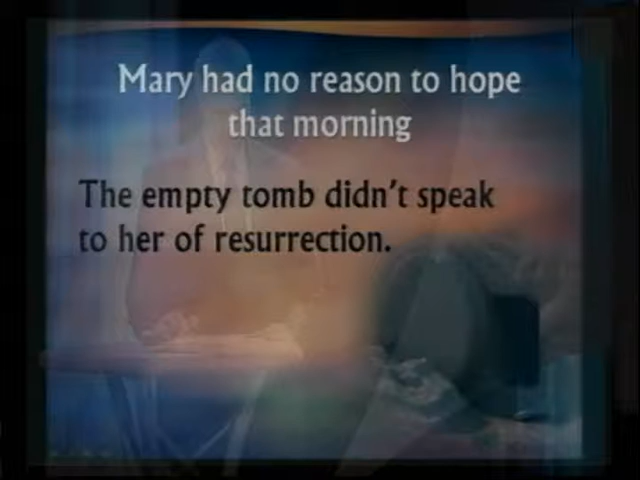 Mary had no reason to hope
that morning
The empty tomb didn't speak
to her of resurrection.